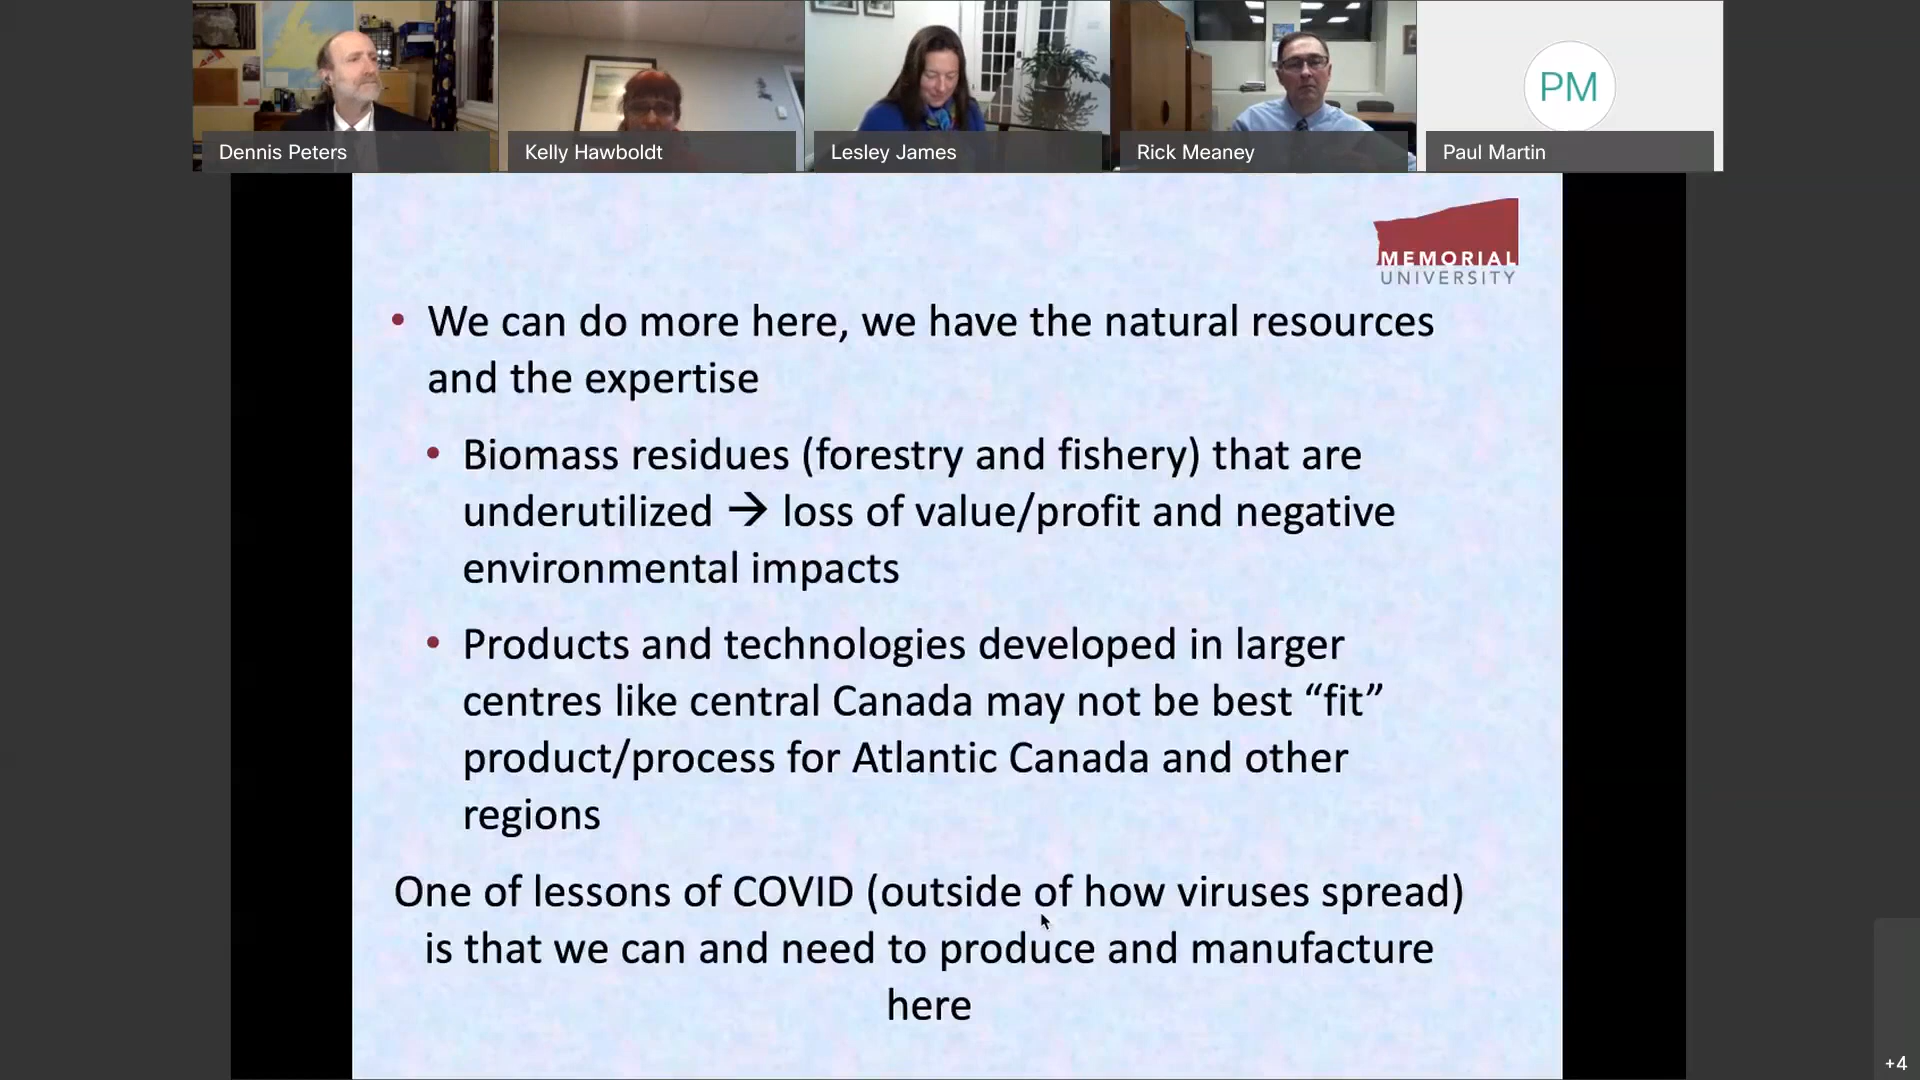 Dennis Peters
Kelly Hawboldt
Lesley James
Rick Meaney
PM
Paul Martin
MEMORIAL
UNIVERSITY
• We can do more here, we have the natural resources
and the expertise
• Biomass residues (forestry and fishery) that are
underutilized → loss of value/profit and negative
environmental impacts
• Products and technologies developed in larger
centres like central Canada may not be best “fit”
product/process for Atlantic Canada and other
regions
One of lessons of COVID (outside of how viruses spread)
is that we can and need to produce and manufacture
here
+4